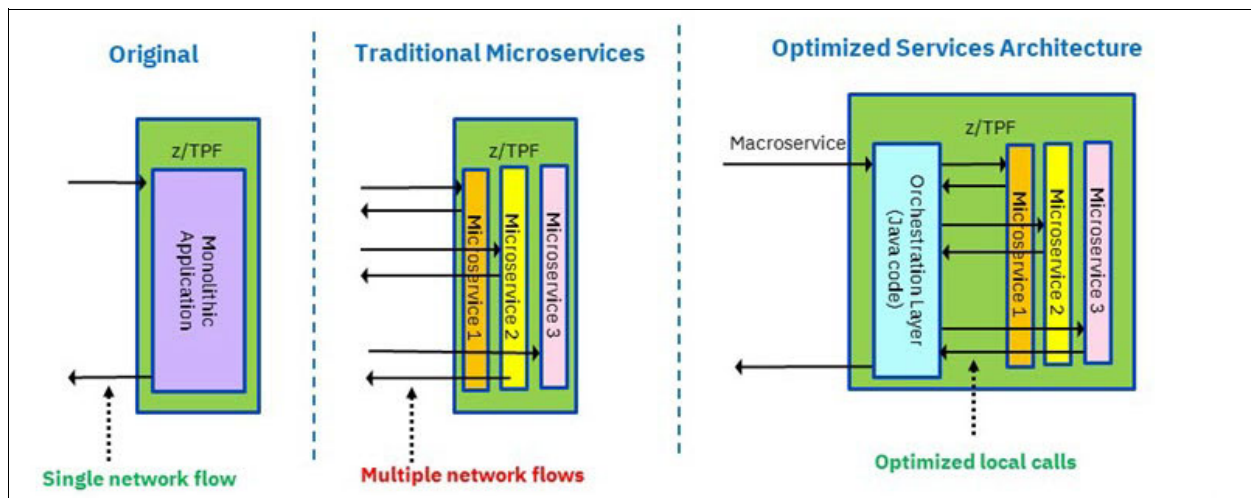 Original
z/TPF
Monolithic
Application
Single network flow
Traditional Microservices
z/TPF
Microservice 1
Microservice 2
Microservice 3
Multiple network flows
Optimized Services Architecture
z/TPF
Macroservice
Orchestration Layer
(Java code)
Microservice 1
Microservice 2
Microservice 3
Optimized local calls